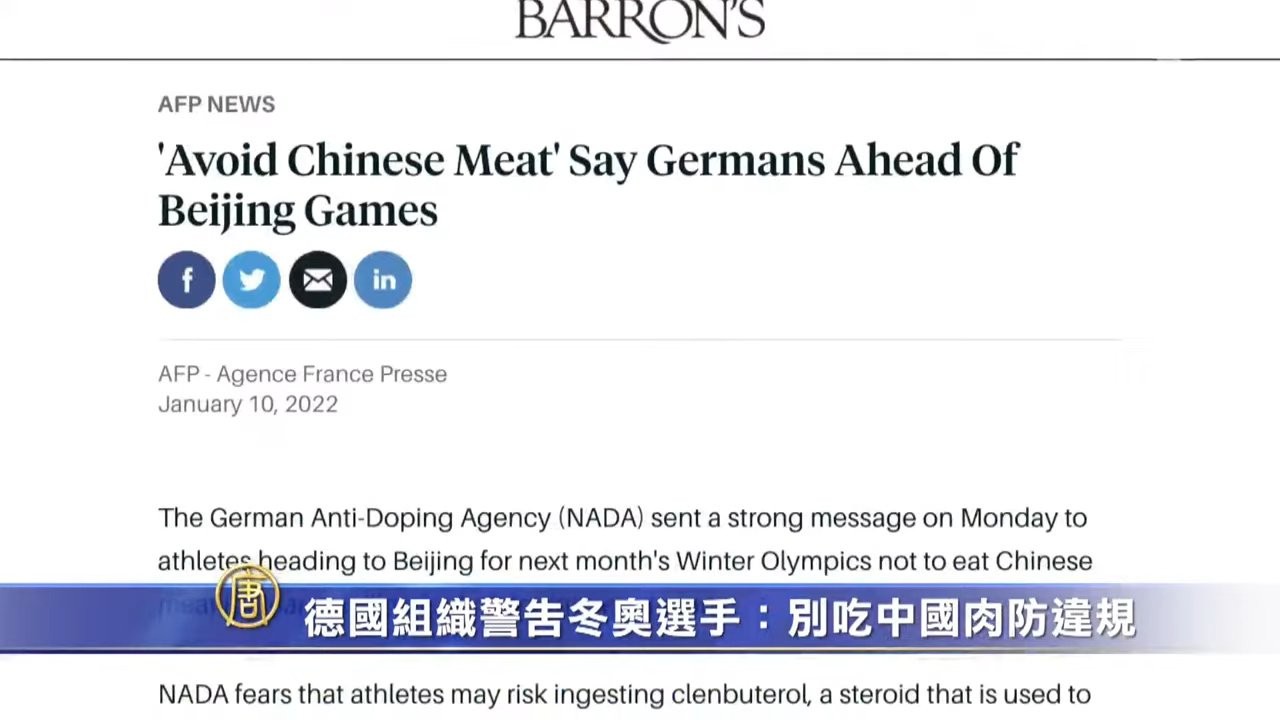 BARRON'S
AFP NEWS
'Avoid Chinese Meat' Say Germans Ahead Of
Beijing Games
AFP - Agence France Presse
January 10, 2022
The German Anti-Doping Agency (NADA) sent a strong message on Monday to
athletes heading to Beijing for next month's Winter Olympics not to eat Chinese
唐 德國組織警告冬奧選手：別吃中國肉防違規
NADA fears that athletes may risk ingesting clenbuterol, a steroid that is used to